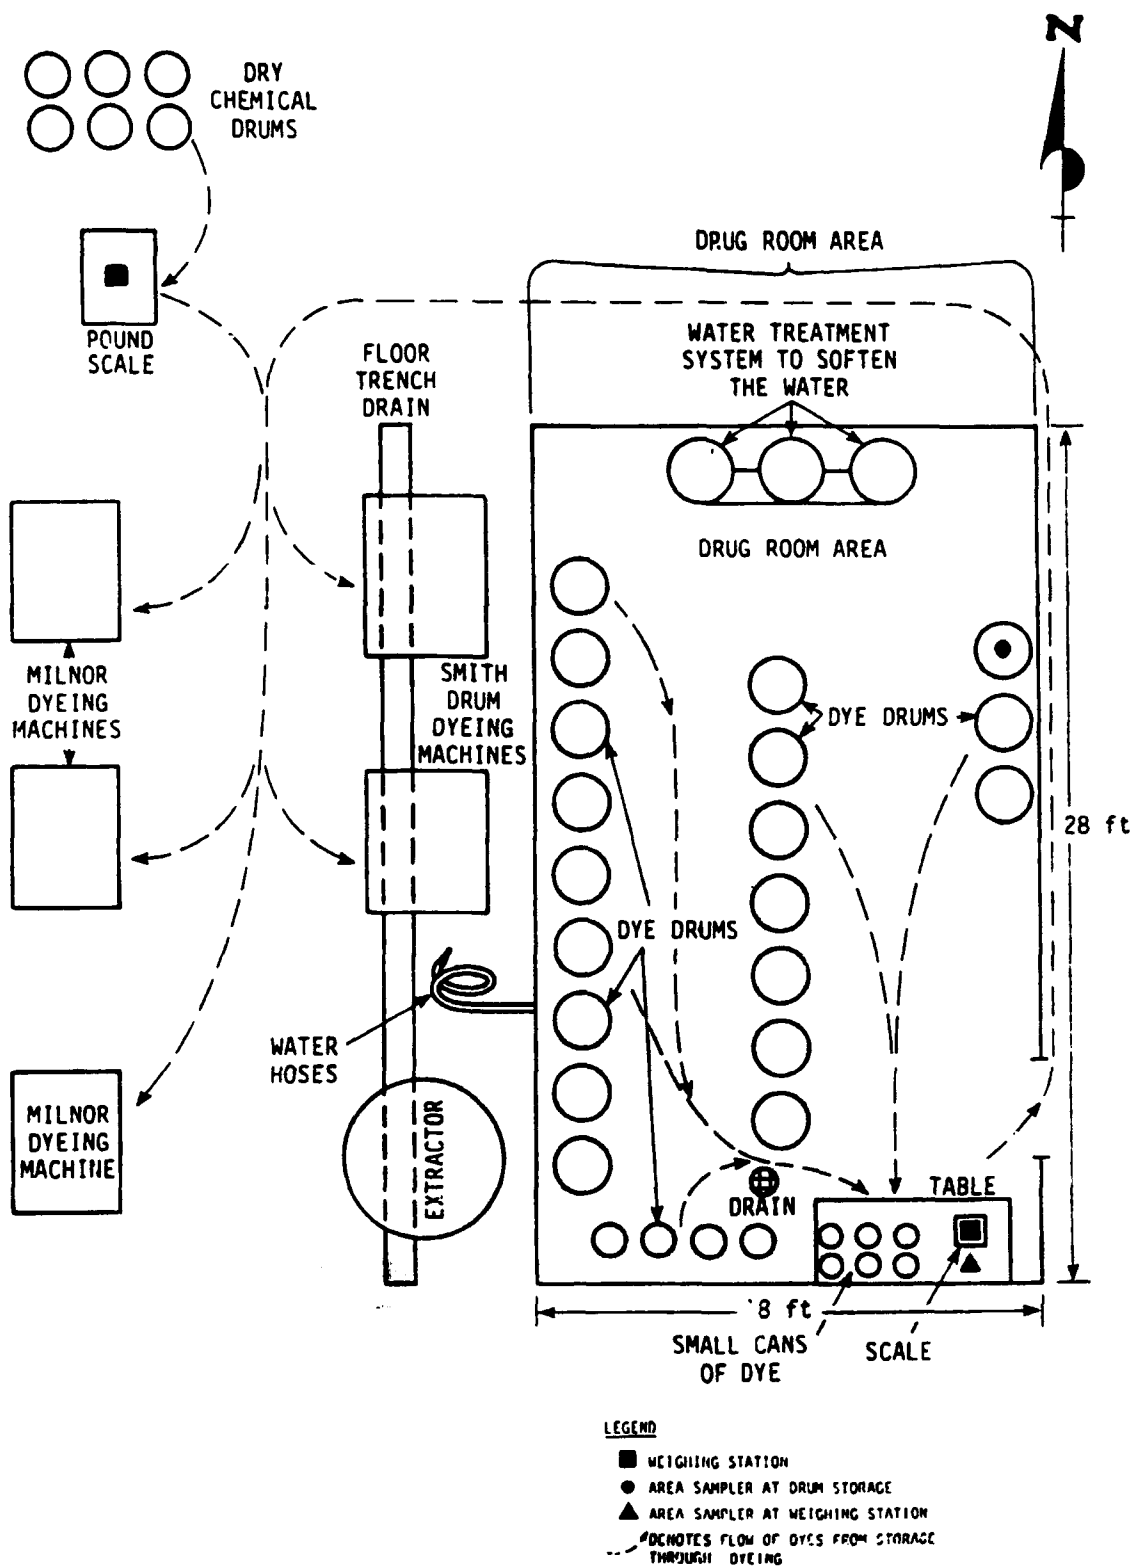 N
DRY
CHEMICAL
DRUMS
DRUG ROOM AREA
POUND
SCALE
FLOOR
TRENCH
DRAIN
WATER TREATMENT
SYSTEM TO SOFTEN
THE WATER
DRUG ROOM AREA
MILNOR
DYEING
MACHINES
SMITH
DRUM
DYEING
MACHINES
DYE DRUMS
28 ft
DYE DRUMS
WATER
HOSES
MILNOR
DYEING
MACHINE
EXTRACTOR
TABLE
DRAIN
8 ft
SMALL CANS
OF DYE
SCALE
LEGEND
WEIGHING STATION
AREA SAMPLER AT DRUM STORAGE
AREA SAMPLER AT WEIGHING STATION
DENOTES FLOW OF DYES FROM STORAGE
THROUGH DYEING